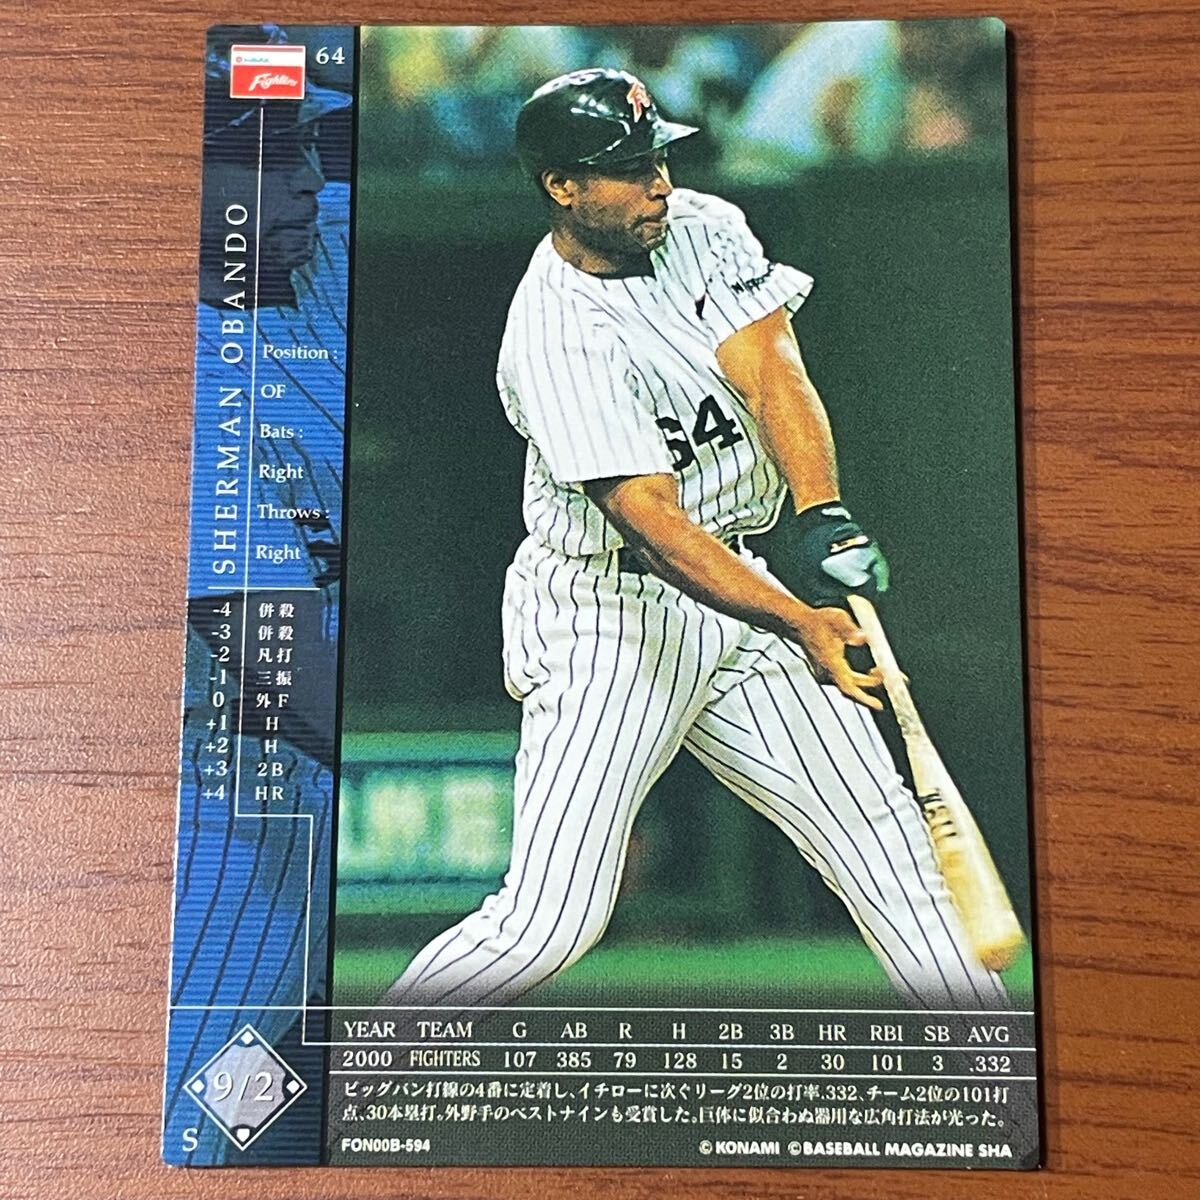 Fighters
64
SHERMAN OBANDO
Position :
OF
Bats :
Right
Throws :
Right
-4 併殺
-3 併殺
-2 凡打
-1 三振
0 外F
+1 H
+2 H
+3 2B
+4 HR
Nippon
64
YEAR TEAM G AB R H 2B 3B HR RBI SB AVG
2000 FIGHTERS 107 385 79 128 15 2 30 101 3 .332
9/2
S
ビッグバン打線の4番に定着し、イチローに次ぐリーグ2位の打率.332、チーム2位の101打
点、30本塁打。外野手のベストナインも受賞した。巨体に似合わぬ器用な広角打法が光った。
FON00B-594
©KONAMI ©BASEBALL MAGAZINE SHA